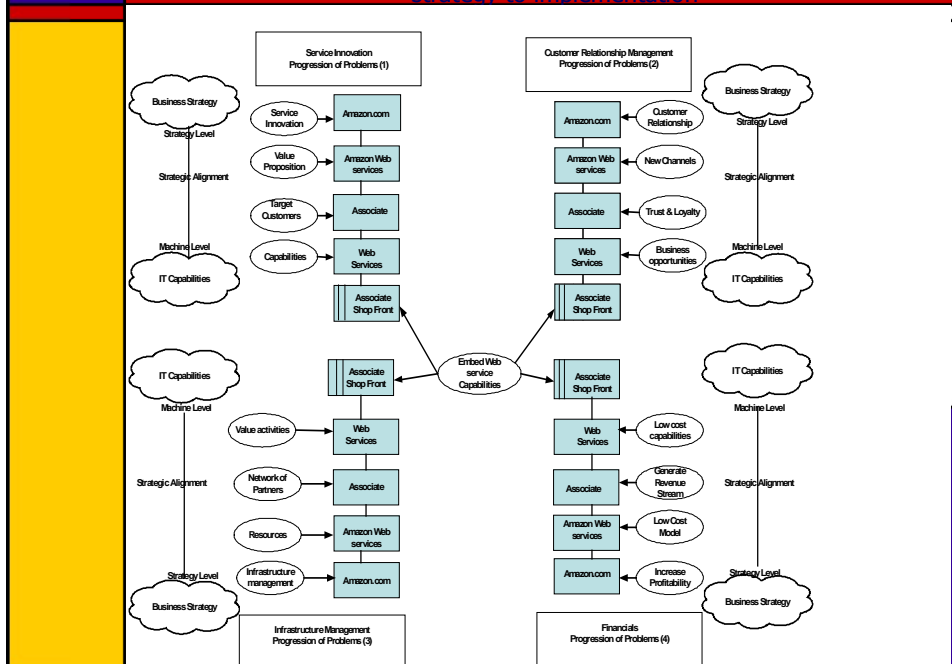 Strategy to Implementation
Service Innovation
Progression of Problems (1)
Customer Relationship Management
Progression of Problems (2)
Business Strategy
Strategy Level
Strategic Alignment
Machine Level
IT Capabilities
Service
Innovation
Value
Proposition
Target
Customers
Capabilities
Amazon.com
Amazon Web
services
Associate
Web
Services
Associate
Shop Front
Amazon.com
Amazon Web
services
Associate
Web
Services
Associate
Shop Front
Customer
Relationship
New Channels
Trust & Loyalty
Business
opportunities
Business Strategy
Strategy Level
Strategic Alignment
Machine Level
IT Capabilities
Embed Web
service
Capabilities
IT Capabilities
Machine Level
Strategic Alignment
Strategy Level
Business Strategy
Value activities
Network of
Partners
Resources
Infrastructure
management
Associate
Shop Front
Web
Services
Associate
Amazon Web
services
Amazon.com
Associate
Shop Front
Web
Services
Associate
Amazon Web
services
Amazon.com
Low cost
capabilities
Generate
Revenue
Stream
Low Cost
Model
Increase
Profitability
IT Capabilities
Machine Level
Strategic Alignment
Strategy Level
Business Strategy
Infrastructure Management
Progression of Problems (3)
Financials
Progression of Problems (4)